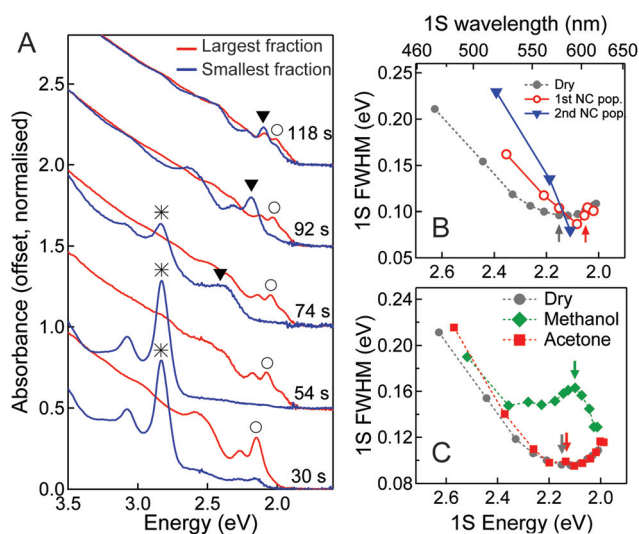 A
Largest fraction
Smallest fraction
Absorbance (offset, normalised)
2.5
2.0
1.5
1.0
0.5
0.0
118 s
92 s
74 s
54 s
30 s
3.5 3.0 2.5 2.0
Energy (eV)
1S wavelength (nm)
460 480 520 560 600 640
1S FWHM (eV)
0.25
0.20
0.15
0.10
0.05
Dry
1st NC pop.
2nd NC pop.
B
2.6 2.4 2.2 2.0
1S FWHM (eV)
0.24
0.20
0.16
0.12
0.08
Dry
Methanol
Acetone
C
2.6 2.4 2.2 2.0
1S Energy (eV)